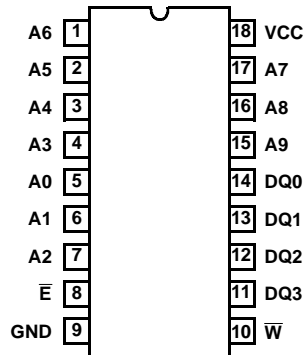 A6 1 18 VCC
A5 2 17 A7
A4 3 16 A8
A3 4 15 A9
A0 5 14 DQ0
A1 6 13 DQ1
A2 7 12 DQ2
E̅ 8 11 DQ3
GND 9 10 W̅